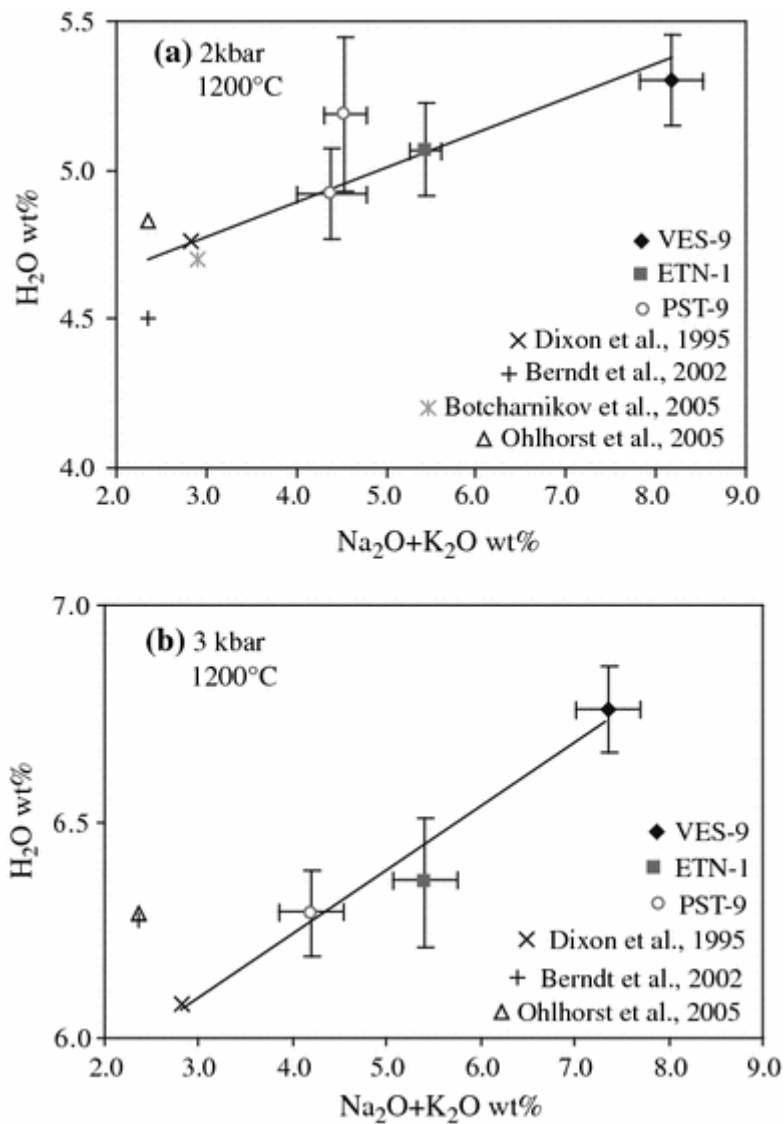 (a) 2kbar
1200°C
5.5
5.0
4.5
4.0
H₂O wt%
◆ VES-9
■ ETN-1
○ PST-9
× Dixon et al., 1995
+ Berndt et al., 2002
Botcharnikov et al., 2005
△ Ohlhorst et al., 2005
2.0 3.0 4.0 5.0 6.0 7.0 8.0 9.0
Na₂O+K₂O wt%
(b) 3 kbar
1200°C
7.0
6.5
6.0
H₂O wt%
◆ VES-9
■ ETN-1
○ PST-9
× Dixon et al., 1995
+ Berndt et al., 2002
△ Ohlhorst et al., 2005
2.0 3.0 4.0 5.0 6.0 7.0 8.0 9.0
Na₂O+K₂O wt%